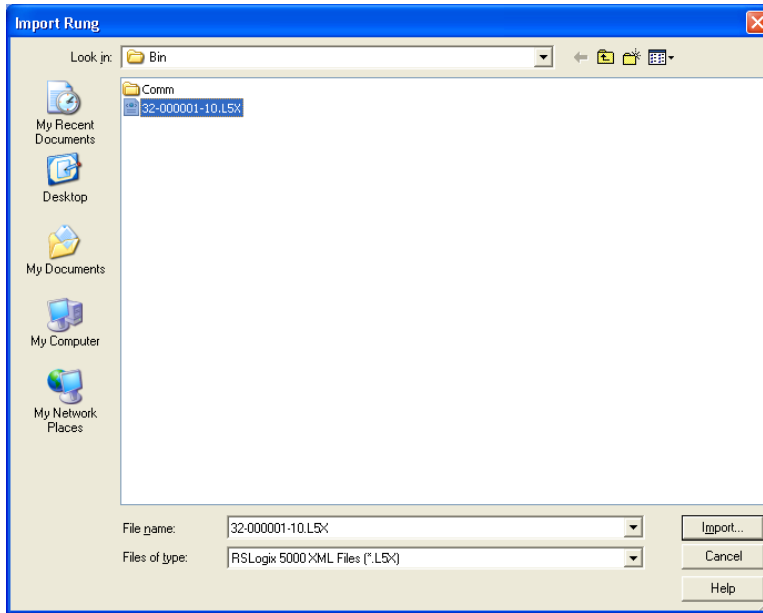 Import Rung
Look in:
Bin
Comm
32-000001-10.L5X
My Recent
Documents
Desktop
My Documents
My Computer
My Network
Places
File name:
32-000001-10.L5X
Import...
Files of type:
RSLogix 5000 XML Files (*.L5X)
Cancel
Help